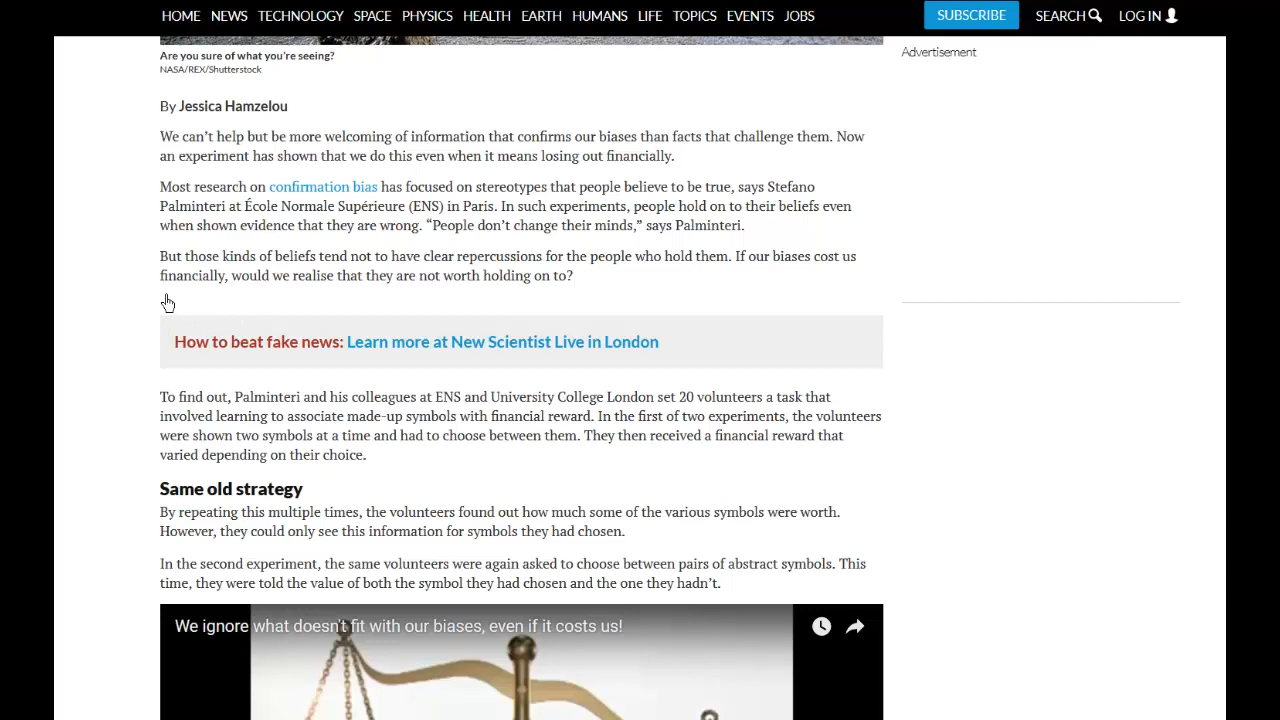 HOME NEWS TECHNOLOGY SPACE PHYSICS HEALTH EARTH HUMANS LIFE TOPICS EVENTS JOBS SUBSCRIBE SEARCH LOG IN
Are you sure of what you're seeing?
NASA/REX/Shutterstock
Advertisement
By Jessica Hamzelou
We can't help but be more welcoming of information that confirms our biases than facts that challenge them. Now
an experiment has shown that we do this even when it means losing out financially.
Most research on confirmation bias has focused on stereotypes that people believe to be true, says Stefano
Palminteri at École Normale Supérieure (ENS) in Paris. In such experiments, people hold on to their beliefs even
when shown evidence that they are wrong. “People don't change their minds,” says Palminteri.
But those kinds of beliefs tend not to have clear repercussions for the people who hold them. If our biases cost us
financially, would we realise that they are not worth holding on to?
How to beat fake news: Learn more at New Scientist Live in London
To find out, Palminteri and his colleagues at ENS and University College London set 20 volunteers a task that
involved learning to associate made-up symbols with financial reward. In the first of two experiments, the volunteers
were shown two symbols at a time and had to choose between them. They then received a financial reward that
varied depending on their choice.
Same old strategy
By repeating this multiple times, the volunteers found out how much some of the various symbols were worth.
However, they could only see this information for symbols they had chosen.
In the second experiment, the same volunteers were again asked to choose between pairs of abstract symbols. This
time, they were told the value of both the symbol they had chosen and the one they hadn't.
We ignore what doesn't fit with our biases, even if it costs us!